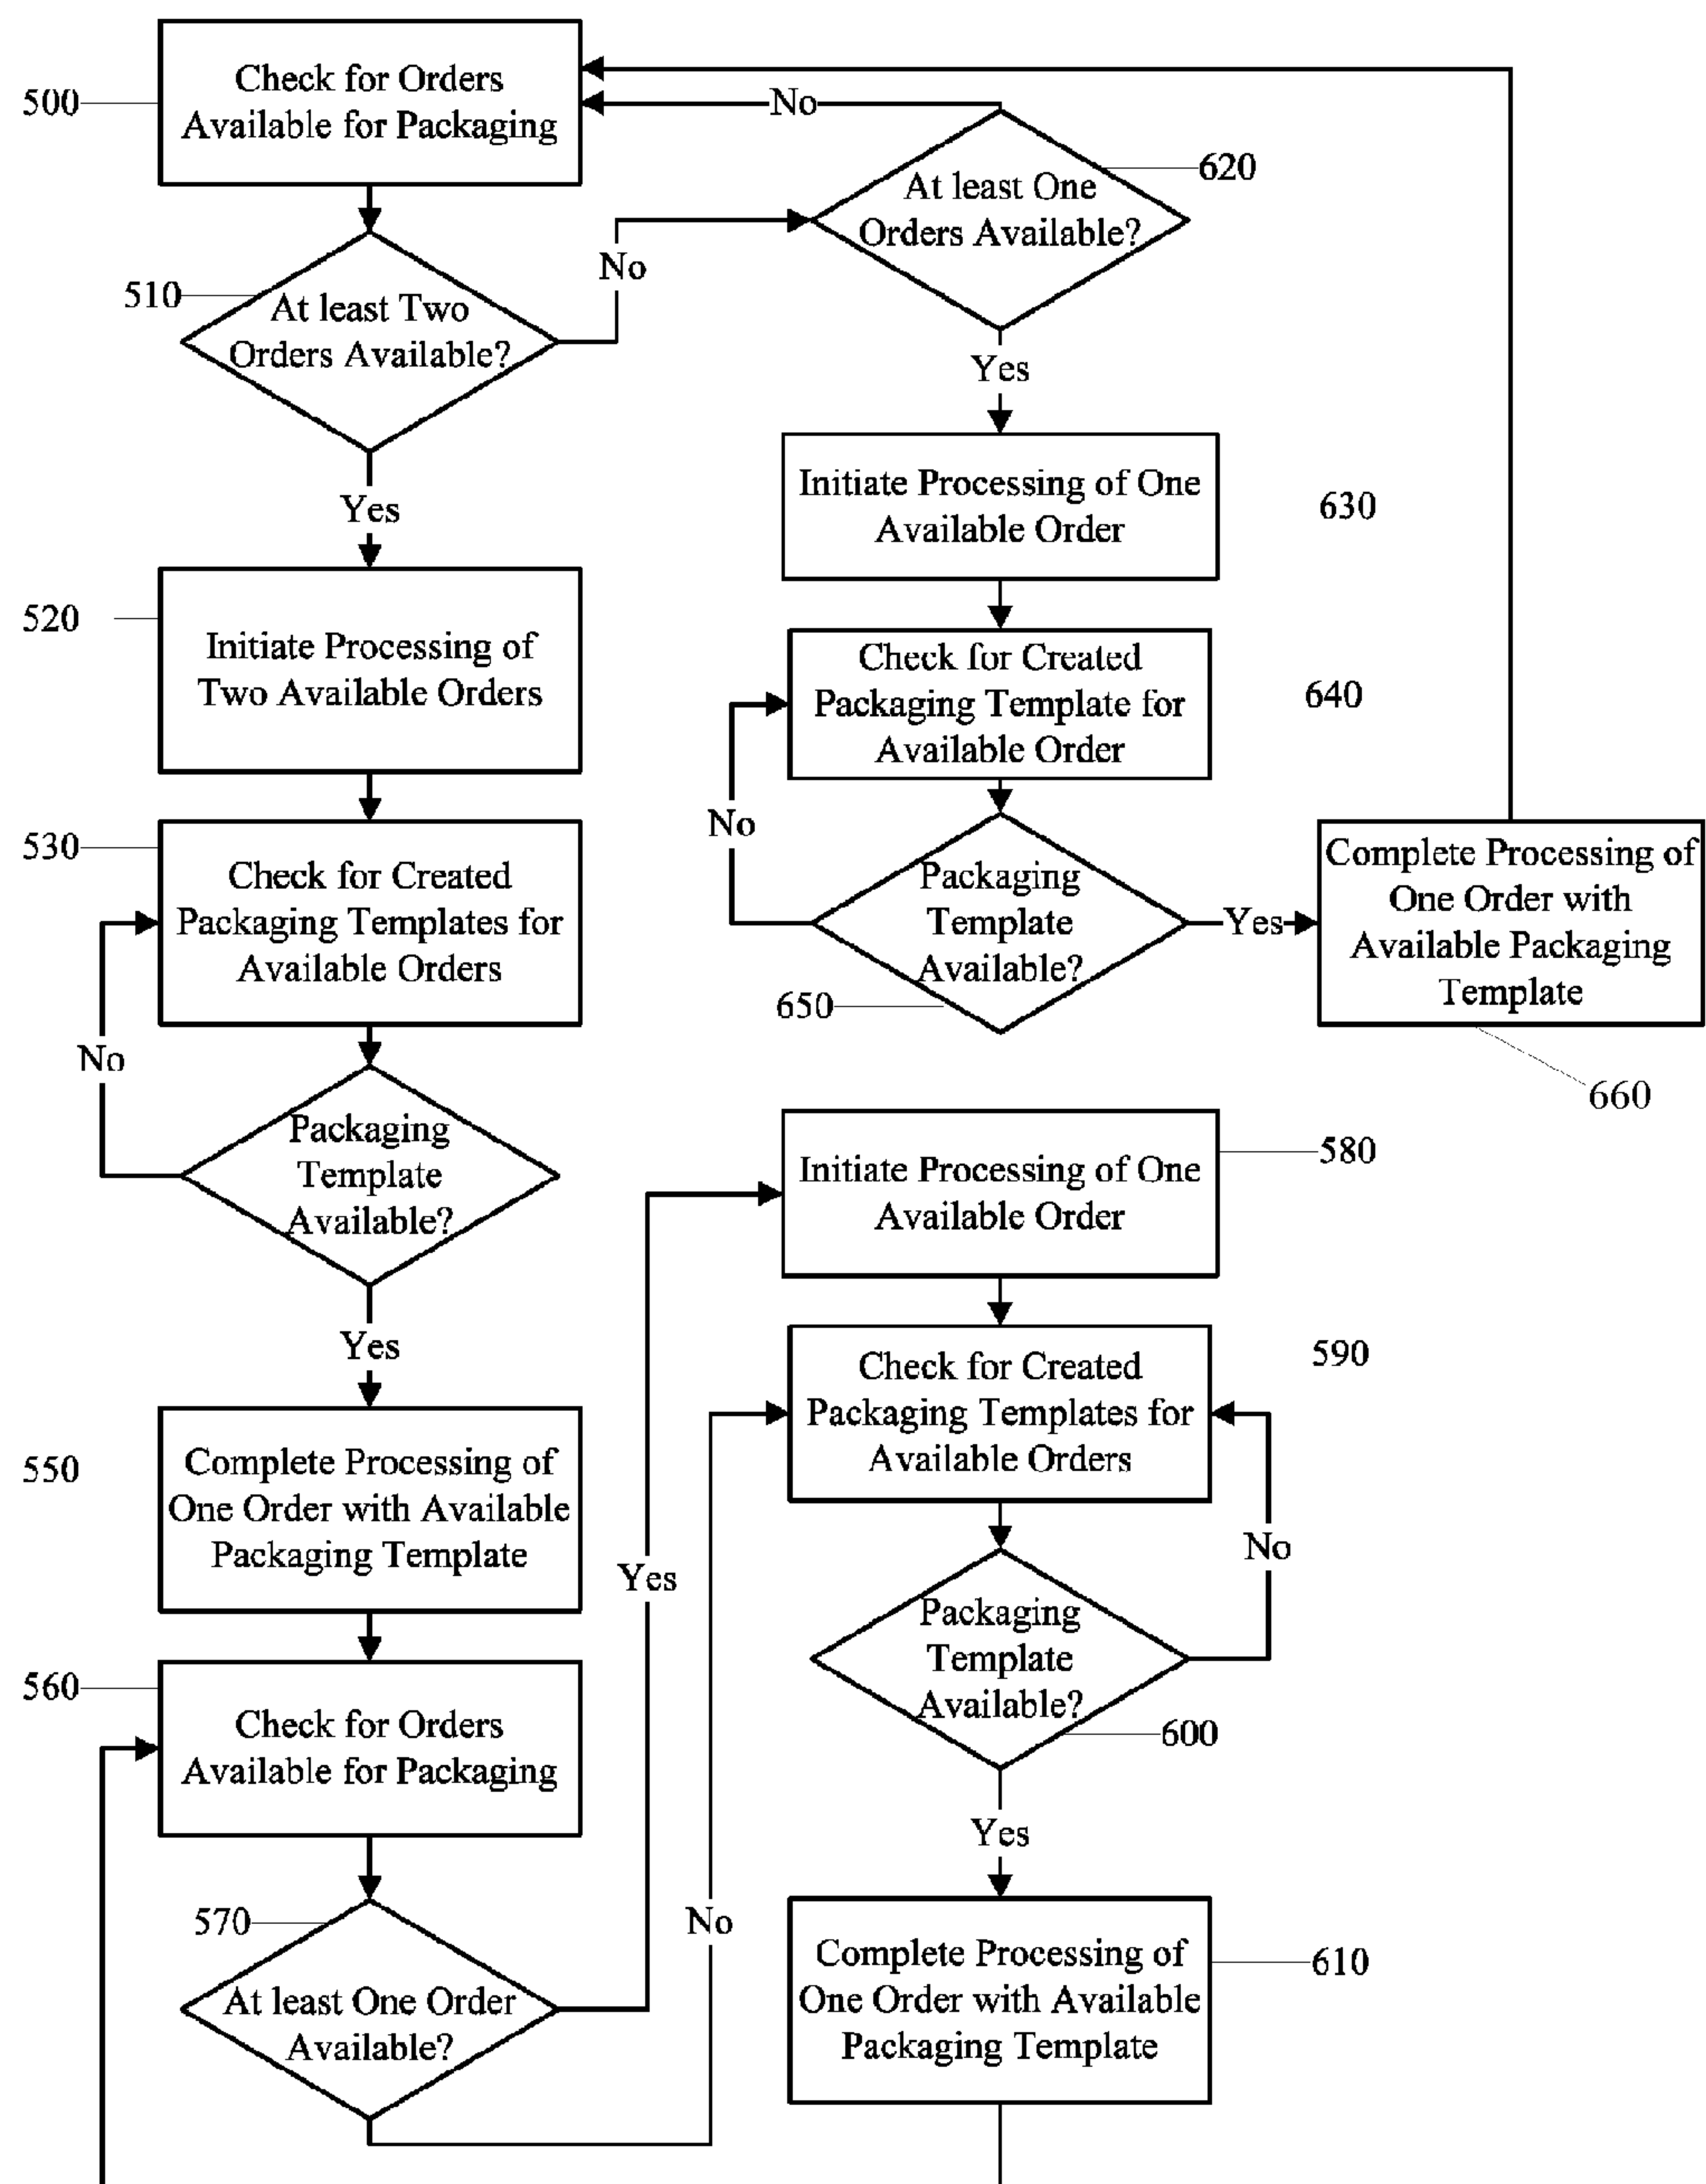 500
Check for Orders
Available for Packaging
No
At least One
Orders Available?
620
510
At least Two
Orders Available?
No
Yes
Yes
Initiate Processing of One
Available Order
630
520
Initiate Processing of
Two Available Orders
Check for Created
Packaging Template for
Available Order
640
No
530
Check for Created
Packaging Templates for
Available Orders
Packaging
Template
Available?
650
Yes
Complete Processing of
One Order with
Available Packaging
Template
660
No
Packaging
Template
Available?
Yes
Initiate Processing of One
Available Order
580
550
Complete Processing of
One Order with Available
Packaging Template
Yes
Check for Created
Packaging Templates for
Available Orders
590
No
560
Check for Orders
Available for Packaging
Packaging
Template
Available?
600
Yes
570
At least One Order
Available?
No
Complete Processing of
One Order with Available
Packaging Template
610